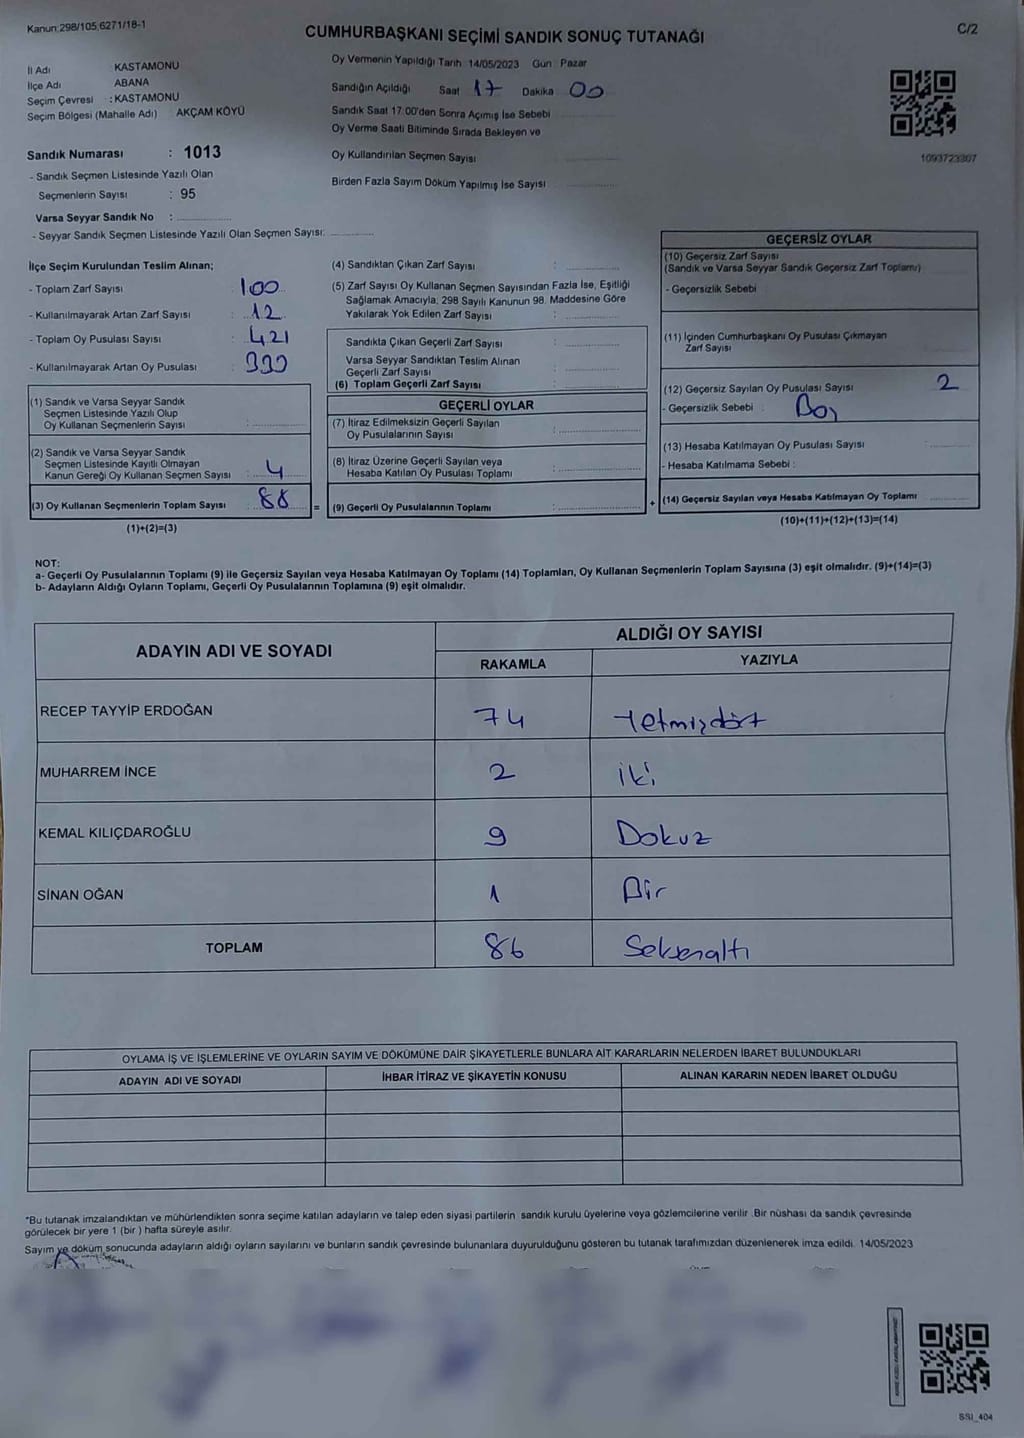 Kanun:298/105;6271/18-1
CUMHURBAŞKANI SEÇİMİ SANDIK SONUÇ TUTANAĞI
C/2
İl Adı KASTAMONU
İlçe Adı ABANA
Seçim Çevresi : KASTAMONU
Seçim Bölgesi (Mahalle Adı) AKÇAM KÖYÜ
Sandık Numarası : 1013
- Sandık Seçmen Listesinde Yazılı Olan
Seçmenlerin Sayısı : 95
Varsa Seyyar Sandık No :
- Seyyar Sandık Seçmen Listesinde Yazılı Olan Seçmen Sayısı:
Oy Vermenin Yapıldığı Tarih: 14/05/2023 Gün : Pazar
Sandığın Açıldığı Saat 17 Dakika 00
Sandık Saat 17:00'den Sonra Açımış İse Sebebi
Oy Verme Saati Bitiminde Sırada Bekleyen ve
Oy Kullandırılan Seçmen Sayısı
Birden Fazla Sayım Döküm Yapılmış İse Sayısı
1093723307
İlçe Seçim Kurulundan Teslim Alınan;
- Toplam Zarf Sayısı : 100
- Kullanılmayarak Artan Zarf Sayısı : 12
- Toplam Oy Pusulası Sayısı : 421
- Kullanılmayarak Artan Oy Pusulası :
(1) Sandık ve Varsa Seyyar Sandık
Seçmen Listesinde Yazılı Olup
Oy Kullanan Seçmenlerin Sayısı :
(2) Sandık ve Varsa Seyyar Sandık
Seçmen Listesinde Kayıtlı Olmayan
Kanun Gereği Oy Kullanan Seçmen Sayısı : 4
(3) Oy Kullanan Seçmenlerin Toplam Sayısı : 88
(1)+(2)=(3)
(4) Sandıktan Çıkan Zarf Sayısı :
(5) Zarf Sayısı Oy Kullanan Seçmen Sayısından Fazla İse, Eşitliği
Sağlamak Amacıyla, 298 Sayılı Kanunun 98. Maddesine Göre
Yakılarak Yok Edilen Zarf Sayısı :
Sandıkta Çıkan Geçerli Zarf Sayısı :
Varsa Seyyar Sandıktan Teslim Alınan
Geçerli Zarf Sayısı :
(6) Toplam Geçerli Zarf Sayısı :
GEÇERLİ OYLAR
(7) İtiraz Edilmeksizin Geçerli Sayılan
Oy Pusulalarının Sayısı :
(8) İtiraz Üzerine Geçerli Sayılan veya
Hesaba Katılan Oy Pusulası Toplamı :
= (9) Geçerli Oy Pusulalarının Toplamı : +
GEÇERSİZ OYLAR
(10) Geçersiz Zarf Sayısı
(Sandık ve Varsa Seyyar Sandık Geçersiz Zarf Toplamı)
- Geçersizlik Sebebi
(11) İçinden Cumhurbaşkanı Oy Pusulası Çıkmayan
Zarf Sayısı
(12) Geçersiz Sayılan Oy Pusulası Sayısı 2
- Geçersizlik Sebebi :
(13) Hesaba Katılmayan Oy Pusulası Sayısı
- Hesaba Katılmama Sebebi :
(14) Geçersiz Sayılan veya Hesaba Katılmayan Oy Toplamı
(10)+(11)+(12)+(13)=(14)
NOT:
a- Geçerli Oy Pusulalarının Toplamı (9) ile Geçersiz Sayılan veya Hesaba Katılmayan Oy Toplamı (14) Toplamları, Oy Kullanan Seçmenlerin Toplam Sayısına (3) eşit olmalıdır. (9)+(14)=(3)
b- Adayların Aldığı Oyların Toplamı, Geçerli Oy Pusulalarının Toplamına (9) eşit olmalıdır.
ADAYIN ADI VE SOYADI
ALDIĞI OY SAYISI
RAKAMLA YAZIYLA
RECEP TAYYİP ERDOĞAN 74 Yetmişdört
MUHARREM İNCE 2 iki
KEMAL KILIÇDAROĞLU 9 Dokuz
SİNAN OĞAN 1 Bir
TOPLAM 86 Seksenaltı
OYLAMA İŞ VE İŞLEMLERİNE VE OYLARIN SAYIM VE DÖKÜMÜNE DAİR ŞİKAYETLERLE BUNLARA AİT KARARLARIN NELERDEN İBARET BULUNDUKLARI
ADAYIN ADI VE SOYADI İHBAR İTİRAZ VE ŞİKAYETİN KONUSU ALINAN KARARIN NEDEN İBARET OLDUĞU
*Bu tutanak imzalandıktan ve mühürlendikten sonra seçime katılan adayların ve talep eden siyasi partilerin sandık kurulu üyelerine veya gözlemcilerine verilir. Bir nüshası da sandık çevresinde
görülecek bir yere 1 (bir ) hafta süreyle asılır.
Sayım ve döküm sonucunda adayların aldığı oyların sayılarını ve bunların sandık çevresinde bulunanlara duyurulduğunu gösteren bu tutanak tarafımızdan düzenlenerek imza edildi. 14/05/2023
SSI_404